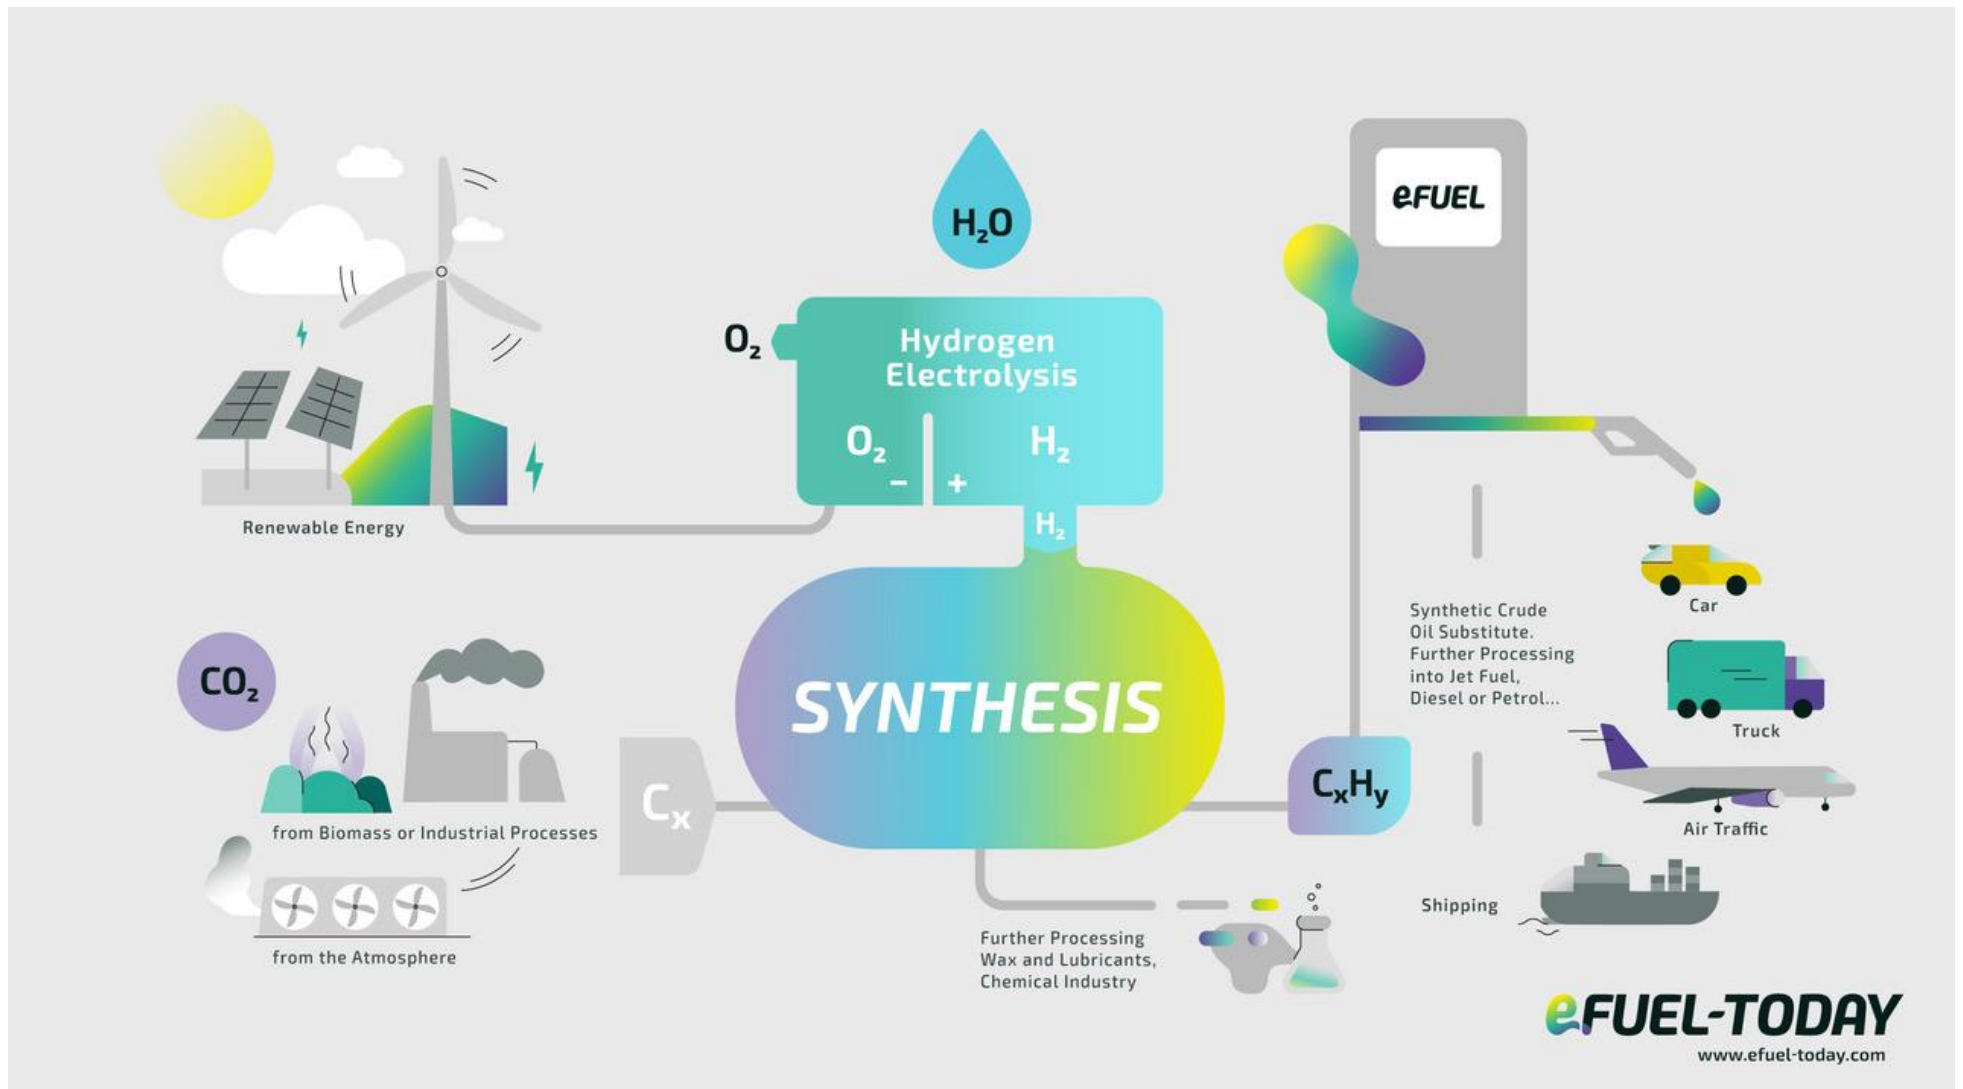 H₂O
O₂
Hydrogen
Electrolysis
O₂
H₂
− +
H₂
Renewable Energy
CO₂
from Biomass or Industrial Processes
from the Atmosphere
Cₓ
SYNTHESIS
CₓHᵧ
Further Processing
Wax and Lubricants,
Chemical Industry
eFUEL
Synthetic Crude
Oil Substitute.
Further Processing
into Jet Fuel,
Diesel or Petrol...
Car
Truck
Air Traffic
Shipping
eFUEL-TODAY
www.efuel-today.com